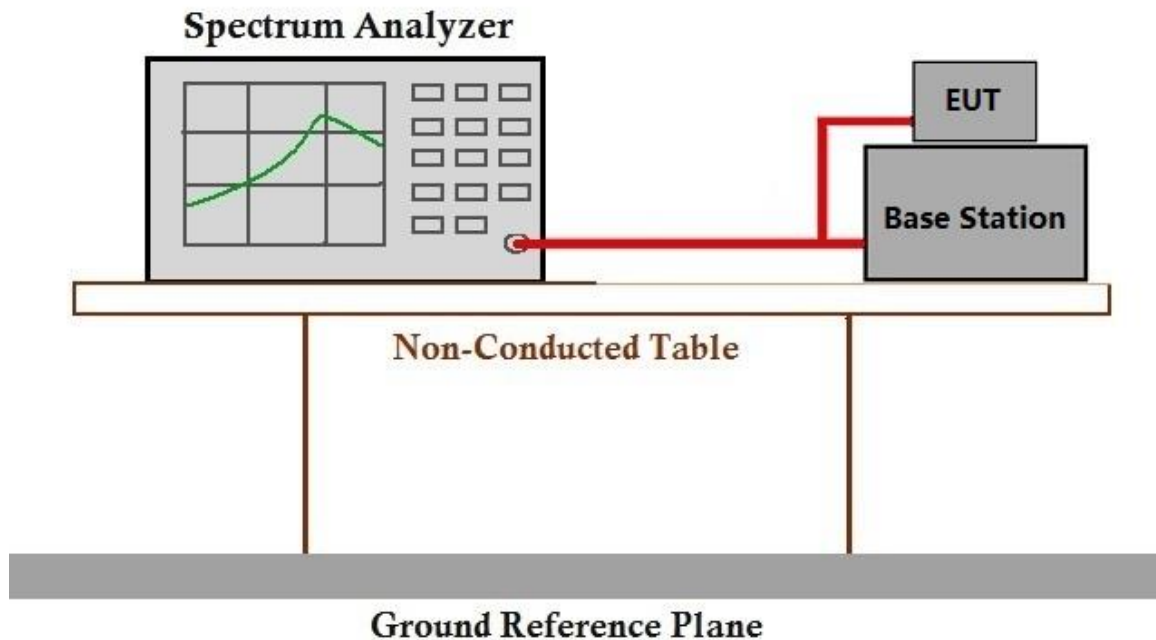 Spectrum Analyzer
EUT
Base Station
Non-Conducted Table
Ground Reference Plane